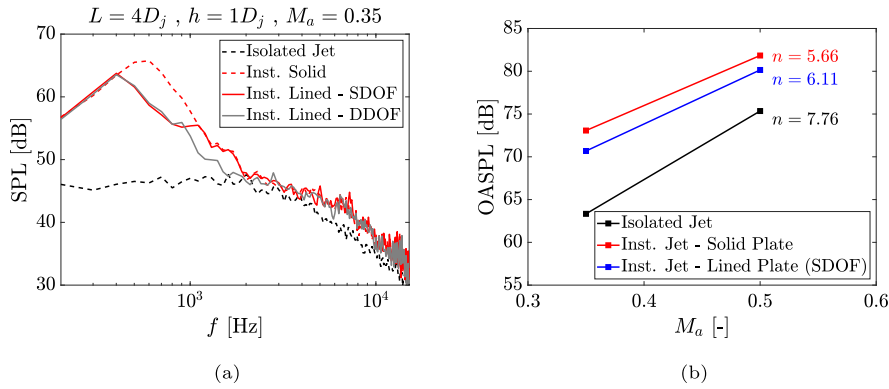 L = 4D_j , h = 1D_j , M_a = 0.35
70
60
50
40
30
SPL [dB]
Isolated Jet
Inst. Solid
Inst. Lined - SDOF
Inst. Lined - DDOF
10^3
10^4
f [Hz]
(a)
85
80
75
70
65
60
55
OASPL [dB]
n = 5.66
n = 6.11
n = 7.76
Isolated Jet
Inst. Jet - Solid Plate
Inst. Jet - Lined Plate (SDOF)
0.3
0.4
0.5
0.6
M_a [-]
(b)